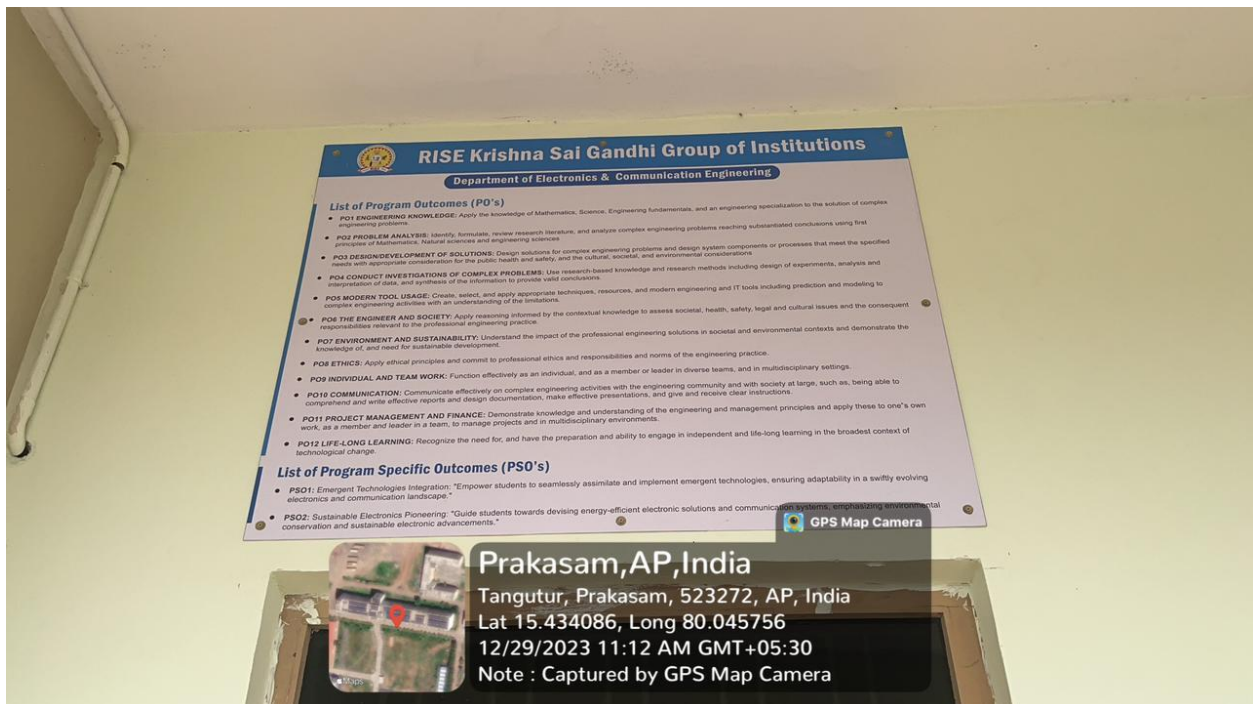 RISE Krishna Sai Gandhi Group of Institutions
Department of Electronics & Communication Engineering
List of Program Outcomes (PO's)
• PO1 ENGINEERING KNOWLEDGE: Apply the knowledge of Mathematics, Science, Engineering fundamentals, and an engineering specialization to the solution of complex
engineering problems.
• PO2 PROBLEM ANALYSIS: Identify, formulate, review research literature, and analyze complex engineering problems reaching substantiated conclusions using first
principles of Mathematics, Natural sciences and engineering sciences
• PO3 DESIGN/DEVELOPMENT OF SOLUTIONS: Design solutions for complex engineering problems and design system components or processes that meet the specified
needs with appropriate consideration for the public health and safety, and the cultural, societal, and environmental considerations
• PO4 CONDUCT INVESTIGATIONS OF COMPLEX PROBLEMS: Use research-based knowledge and research methods including design of experiments, analysis and
interpretation of data, and synthesis of the information to provide valid conclusions.
• PO5 MODERN TOOL USAGE: Create, select, and apply appropriate techniques, resources, and modern engineering and IT tools including prediction and modeling to
complex engineering activities with an understanding of the limitations.
• PO6 THE ENGINEER AND SOCIETY: Apply reasoning informed by the contextual knowledge to assess societal, health, safety, legal and cultural issues and the consequent
responsibilities relevant to the professional engineering practice.
• PO7 ENVIRONMENT AND SUSTAINABILITY: Understand the impact of the professional engineering solutions in societal and environmental contexts and demonstrate the
knowledge of, and need for sustainable development.
• PO8 ETHICS: Apply ethical principles and commit to professional ethics and responsibilities and norms of the engineering practice.
• PO9 INDIVIDUAL AND TEAM WORK: Function effectively as an individual, and as a member or leader in diverse teams, and in multidisciplinary settings.
• PO10 COMMUNICATION: Communicate effectively on complex engineering activities with the engineering community and with society at large, such as, being able to
comprehend and write effective reports and design documentation, make effective presentations, and give and receive clear instructions.
• PO11 PROJECT MANAGEMENT AND FINANCE: Demonstrate knowledge and understanding of the engineering and management principles and apply these to one's own
work, as a member and leader in a team, to manage projects and in multidisciplinary environments.
• PO12 LIFE-LONG LEARNING: Recognize the need for, and have the preparation and ability to engage in independent and life-long learning in the broadest context of
technological change.
List of Program Specific Outcomes (PSO's)
• PSO1: Emergent Technologies Integration: "Empower students to seamlessly assimilate and implement emergent technologies, ensuring adaptability in a swiftly evolving
electronics and communication landscape."
• PSO2: Sustainable Electronics Pioneering: "Guide students towards devising energy-efficient electronic solutions and communication systems, emphasizing environmental
conservation and sustainable electronic advancements."
GPS Map Camera
Prakasam,AP,India
Tangutur, Prakasam, 523272, AP, India
Lat 15.434086, Long 80.045756
12/29/2023 11:12 AM GMT+05:30
Note : Captured by GPS Map Camera
Maps